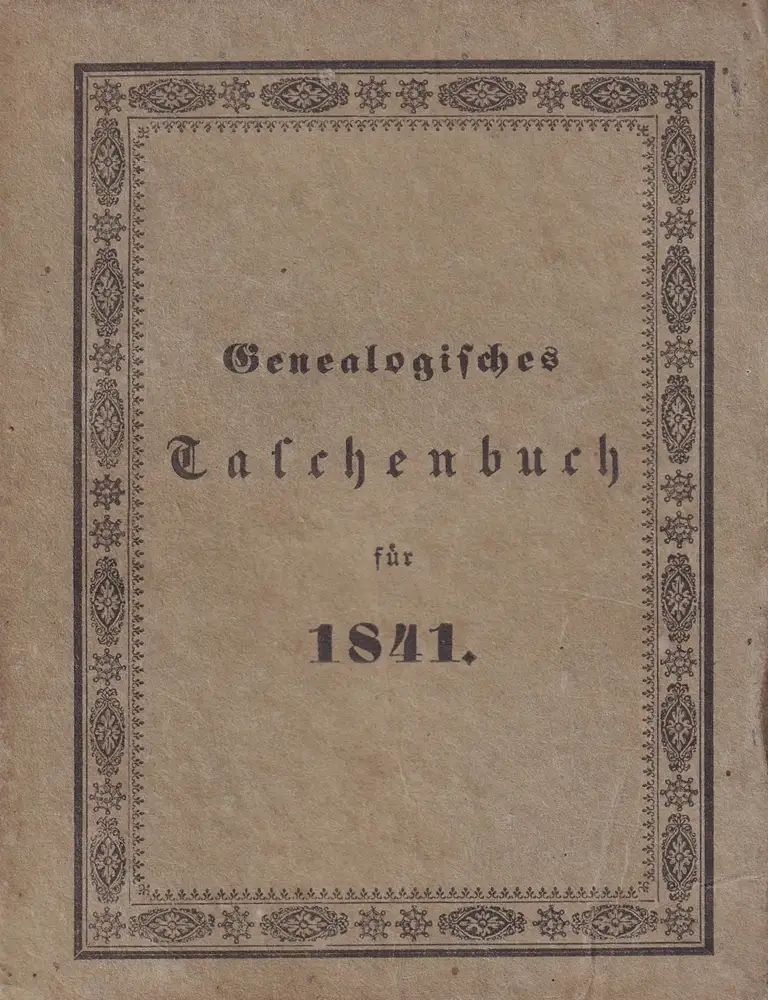 Genealogiſches
Taſchenbuch
für
1841.